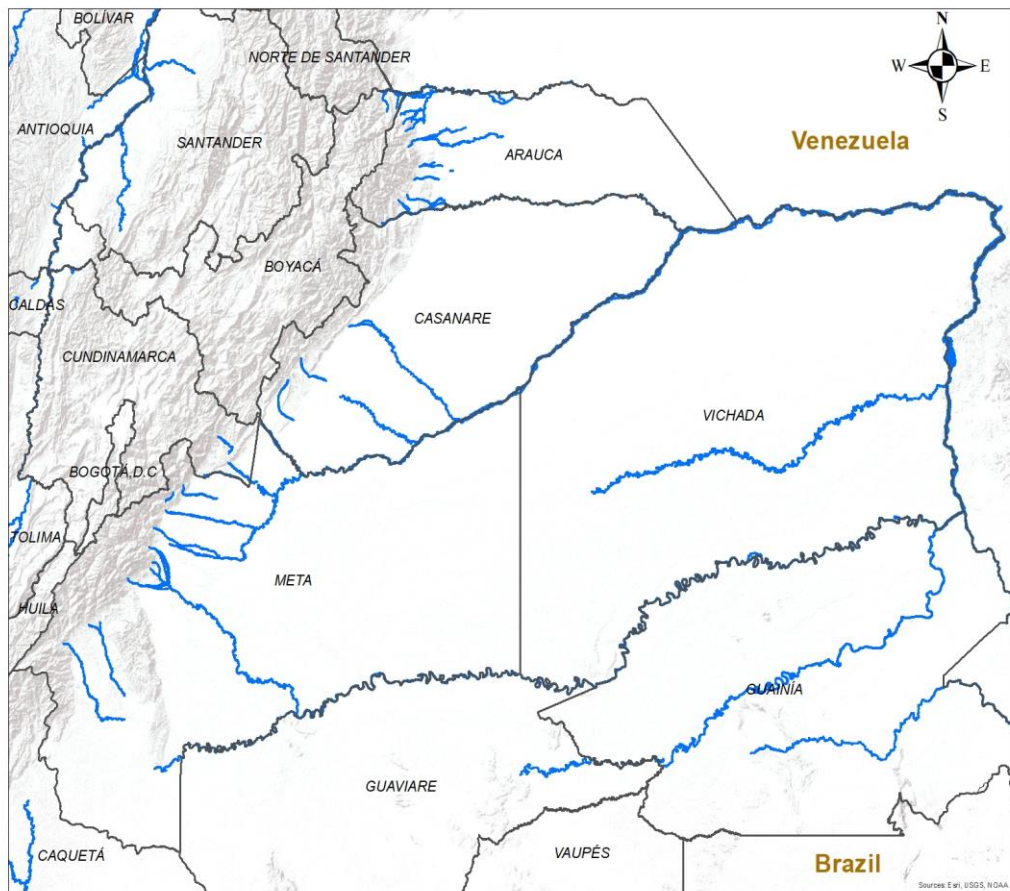 BOLÍVAR
N
NORTE DE SANTANDER
W E
S
ANTIOQUIA
SANTANDER
ARAUCA
Venezuela
BOYACÁ
CALDAS
CASANARE
CUNDINAMARCA
VICHADA
BOGOTÁ,D.C
TOLIMA
META
HUILA
GUAINÍA
GUAVIARE
CAQUETÁ
VAUPÉS
Brazil
Sources: Esri, USGS, NOAA